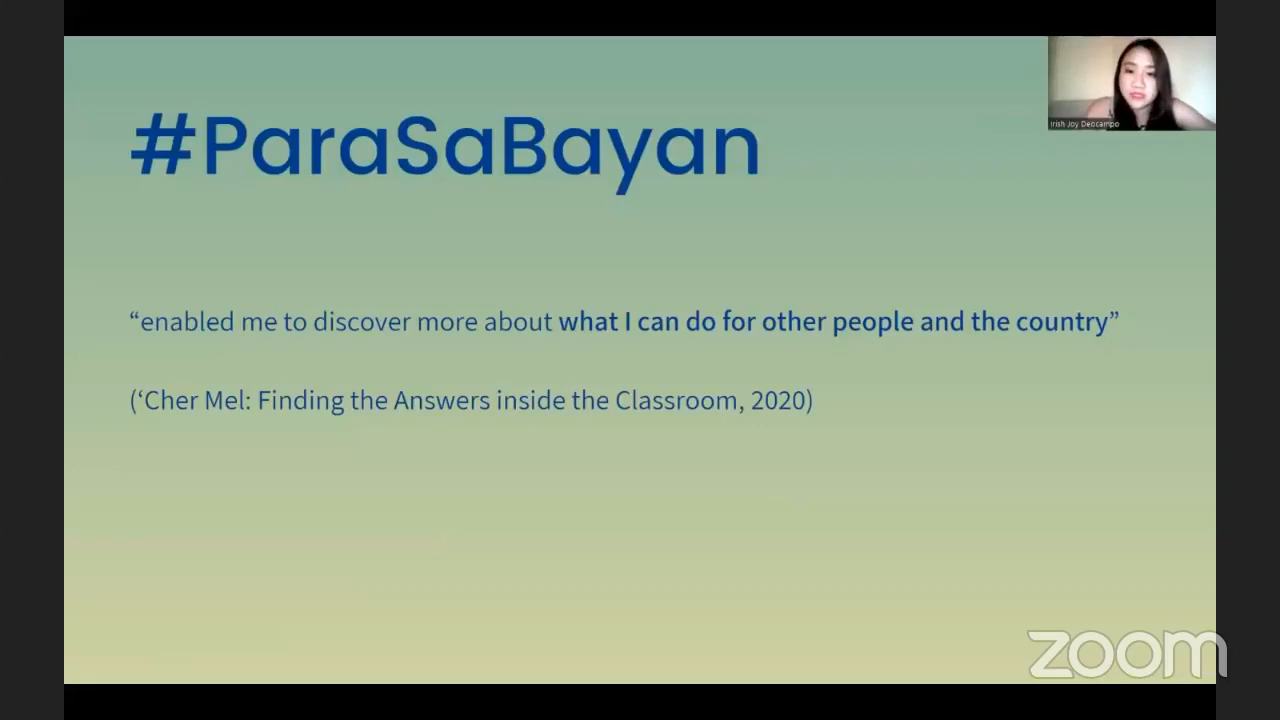 #ParaSaBayan
Irish Joy Deocampo
“enabled me to discover more about what I can do for other people and the country”
(‘Cher Mel: Finding the Answers inside the Classroom, 2020)
zoom